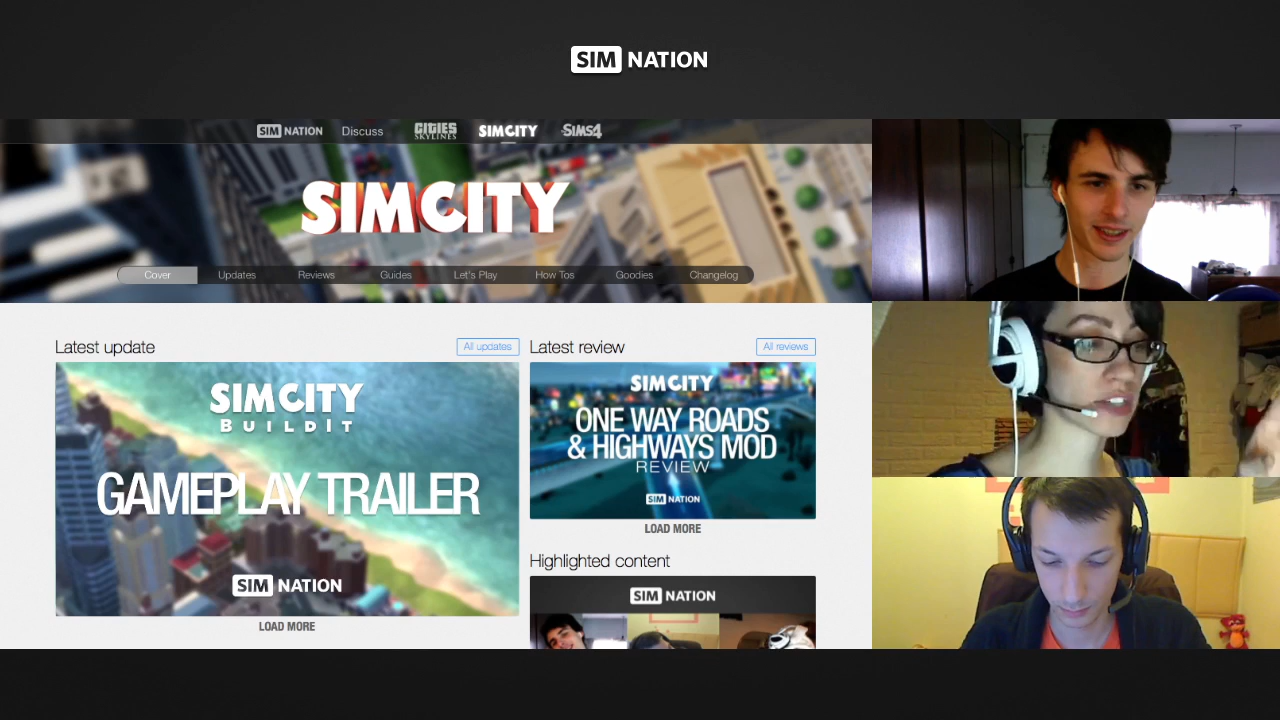 SIM NATION
SIM NATION Discuss CITIES SKYLINES SIMCITY SIMS4
SIMCITY
Cover Updates Reviews Guides Let's Play How Tos Goodies Changelog
Latest update All updates
SIMCITY
BUILDIT
GAMEPLAY TRAILER
SIM NATION
LOAD MORE
Latest review All reviews
SIMCITY
ONE WAY ROADS
& HIGHWAYS MOD
REVIEW
SIM NATION
LOAD MORE
Highlighted content
SIM NATION